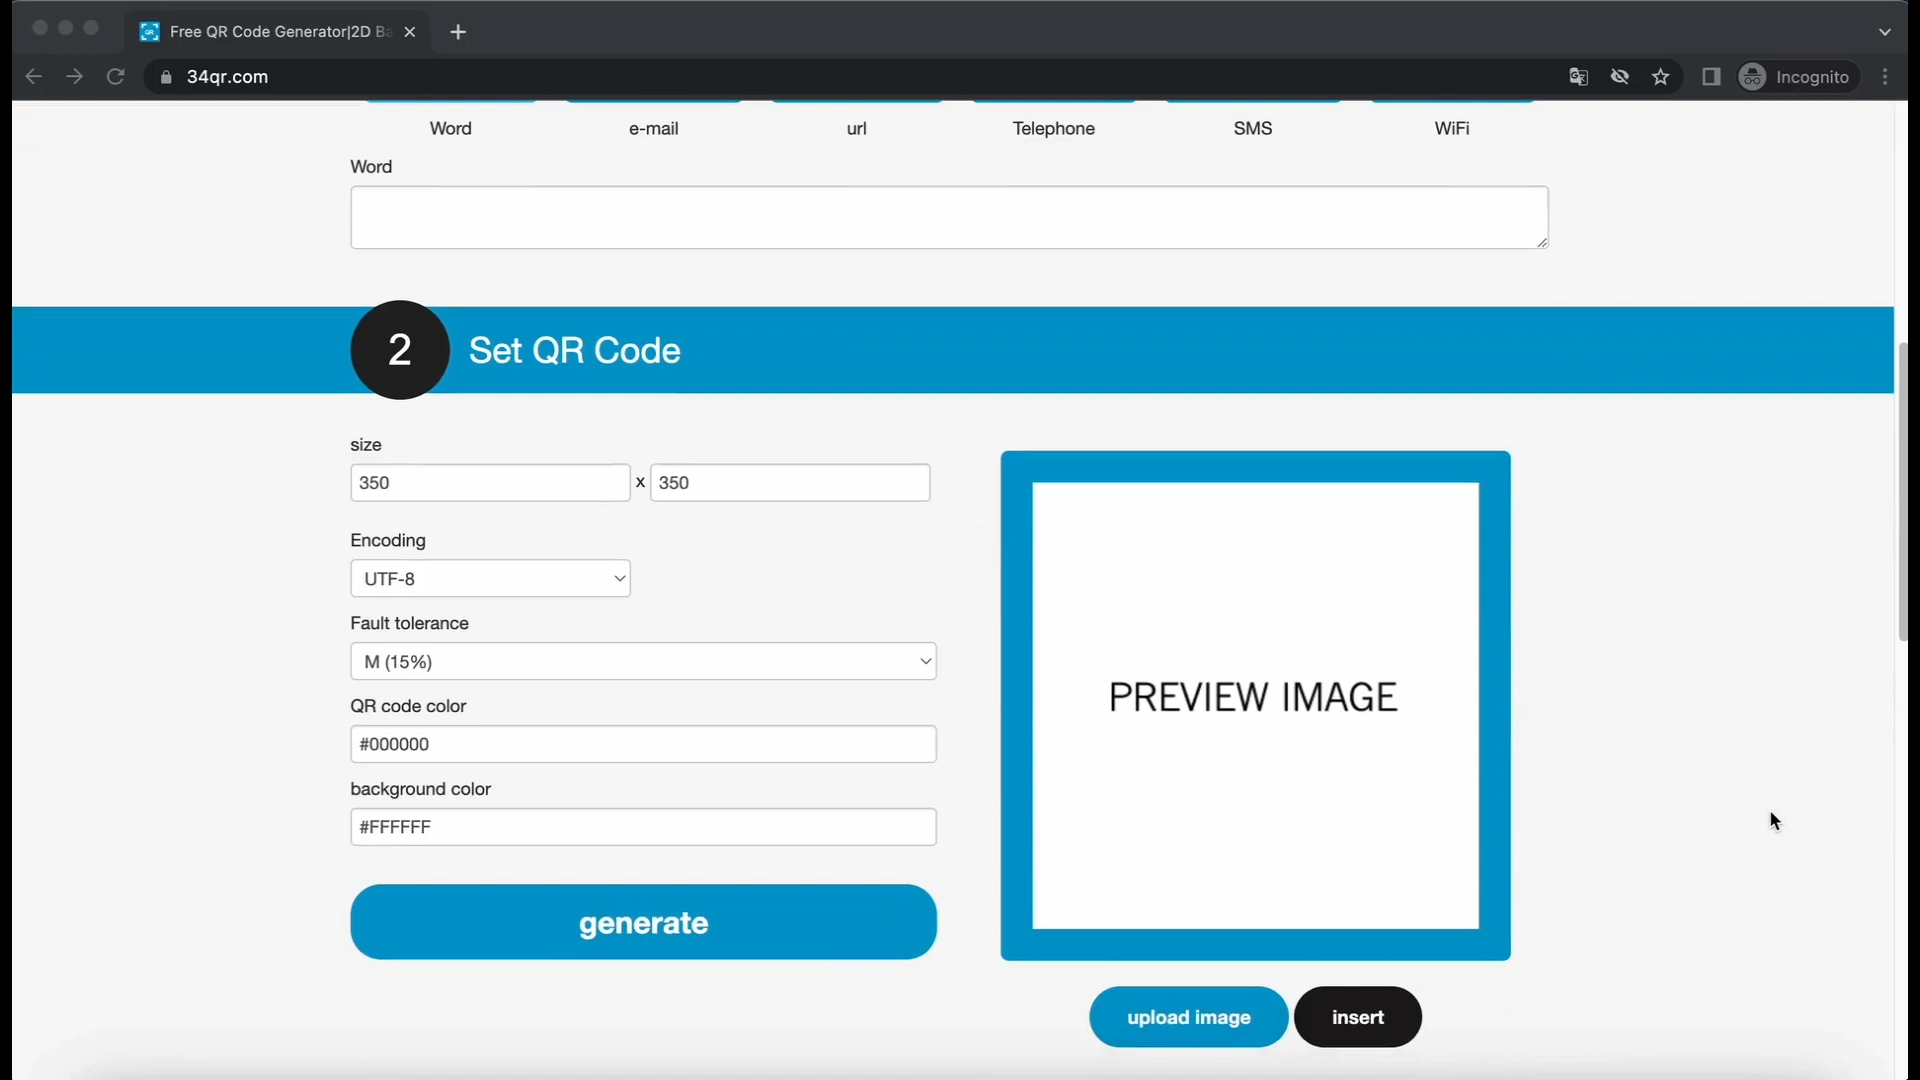 Free QR Code Generator|2D Ba
34qr.com
Incognito
Word e-mail url Telephone SMS WiFi
Word
2 Set QR Code
size
350 x 350
Encoding
UTF-8
Fault tolerance
M (15%)
QR code color
#000000
background color
#FFFFFF
generate
PREVIEW IMAGE
upload image insert